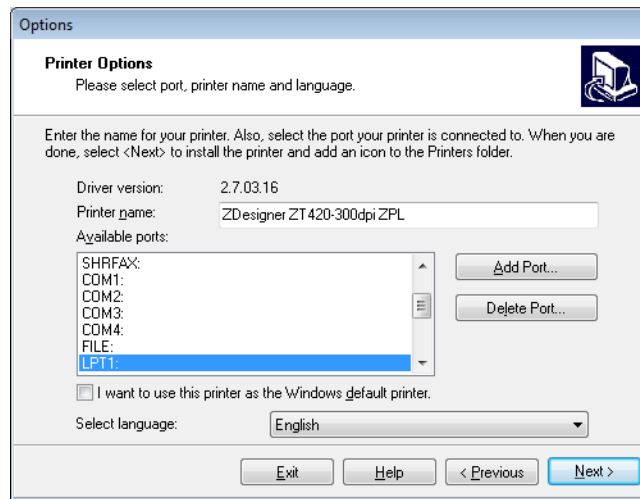 Options
Printer Options
Please select port, printer name and language.
Enter the name for your printer. Also, select the port your printer is connected to. When you are
done, select <Next> to install the printer and add an icon to the Printers folder.
Driver version: 2.7.03.16
Printer name: ZDesigner ZT420-300dpi ZPL
Available ports:
SHRFAX:
COM1:
COM2:
COM3:
COM4:
FILE:
LPT1:
Add Port...
Delete Port...
I want to use this printer as the Windows default printer.
Select language: English
Exit Help < Previous Next >